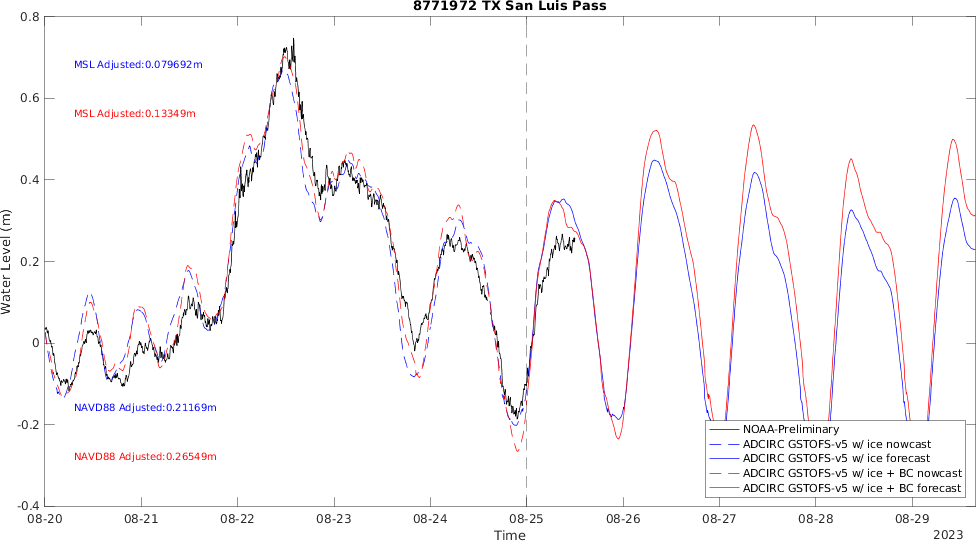 8771972 TX San Luis Pass
0.8
0.6
0.4
0.2
0
-0.2
-0.4
Water Level (m)
MSL Adjusted:0.079692m
MSL Adjusted:0.13349m
NAVD88 Adjusted:0.21169m
NAVD88 Adjusted:0.26549m
NOAA-Preliminary
ADCIRC GSTOFS-v5 w/ ice nowcast
ADCIRC GSTOFS-v5 w/ ice forecast
ADCIRC GSTOFS-v5 w/ice + BC nowcast
ADCIRC GSTOFS-v5 w/ice + BC forecast
08-20 08-21 08-22 08-23 08-24 08-25 08-26 08-27 08-28 08-29
Time
2023